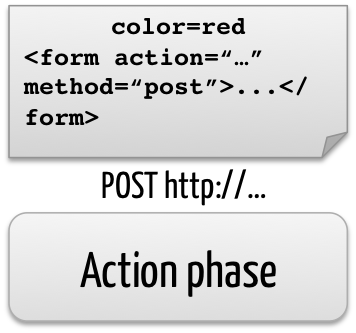 color=red
<form action=“…”
method=“post”>...</
form>
POST http://...
Action phase